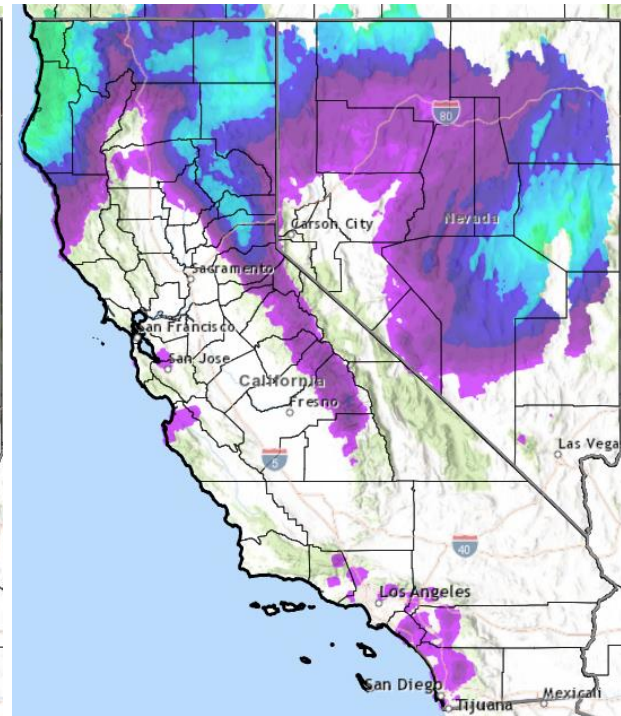 80
Nevada
Carson City
Sacramento
San Francisco
San Jose
California
Fresno
5
Las Vega
40
Los Angeles
San Diego
Tijuana
Mexicali